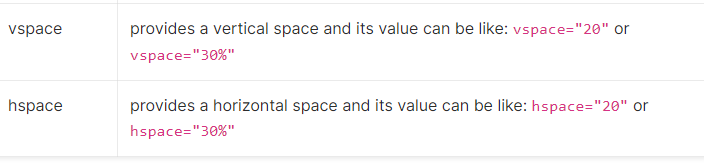 vspace provides a vertical space and its value can be like: vspace="20" or
vspace="30%"
hspace provides a horizontal space and its value can be like: hspace="20" or
hspace="30%"